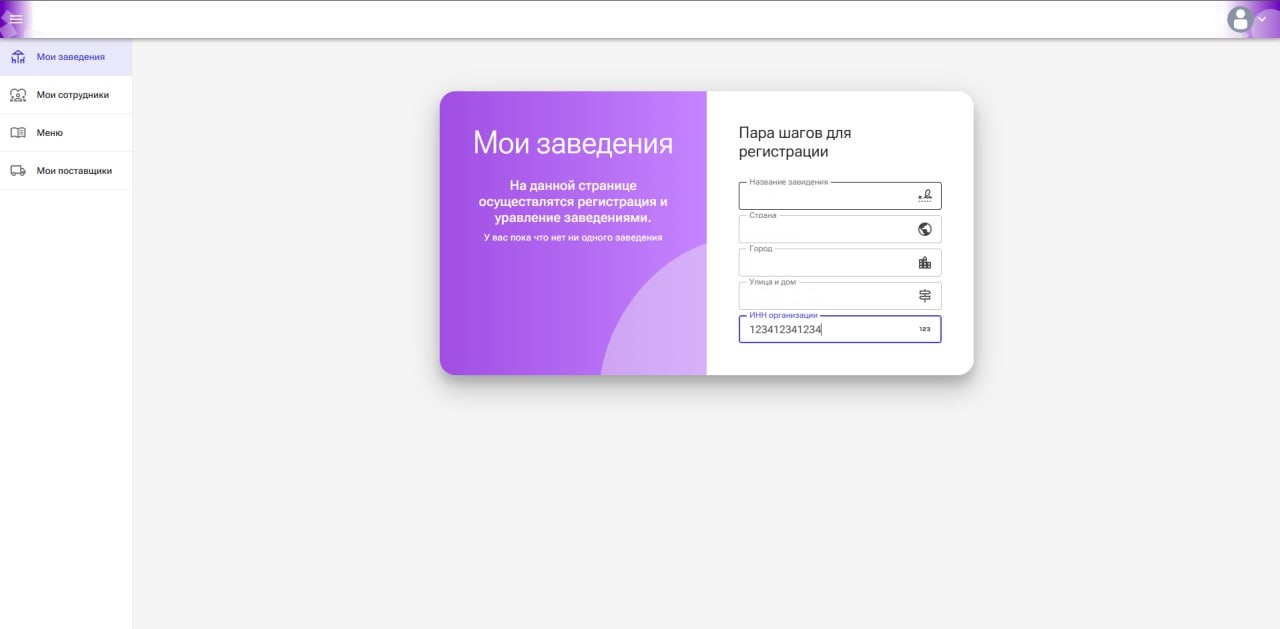 Мои заведения
Мои сотрудники
Меню
Мои поставщики
Мои заведения
На данной странице
осуществлятся регистрация и
уравление заведениями.
У вас пока что нет ни одного заведения
Пара шагов для
регистрации
Название завидения
Страна
Город
Улица и дом
ИНН организации
123412341234
123